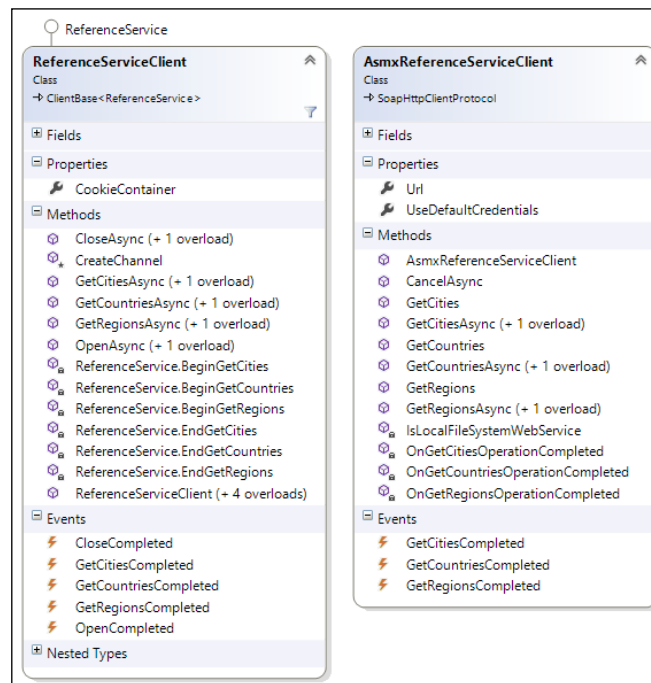 ReferenceService
ReferenceServiceClient
Class
ClientBase<ReferenceService>
Fields
Properties
CookieContainer
Methods
CloseAsync (+ 1 overload)
CreateChannel
GetCitiesAsync (+ 1 overload)
GetCountriesAsync (+ 1 overload)
GetRegionsAsync (+ 1 overload)
OpenAsync (+ 1 overload)
ReferenceService.BeginGetCities
ReferenceService.BeginGetCountries
ReferenceService.BeginGetRegions
ReferenceService.EndGetCities
ReferenceService.EndGetCountries
ReferenceService.EndGetRegions
ReferenceServiceClient (+ 4 overloads)
Events
CloseCompleted
GetCitiesCompleted
GetCountriesCompleted
GetRegionsCompleted
OpenCompleted
Nested Types
AsmxReferenceServiceClient
Class
SoapHttpClientProtocol
Fields
Properties
Url
UseDefaultCredentials
Methods
AsmxReferenceServiceClient
CancelAsync
GetCities
GetCitiesAsync (+ 1 overload)
GetCountries
GetCountriesAsync (+ 1 overload)
GetRegions
GetRegionsAsync (+ 1 overload)
IsLocalFileSystemWebService
OnGetCitiesOperationCompleted
OnGetCountriesOperationCompleted
OnGetRegionsOperationCompleted
Events
GetCitiesCompleted
GetCountriesCompleted
GetRegionsCompleted